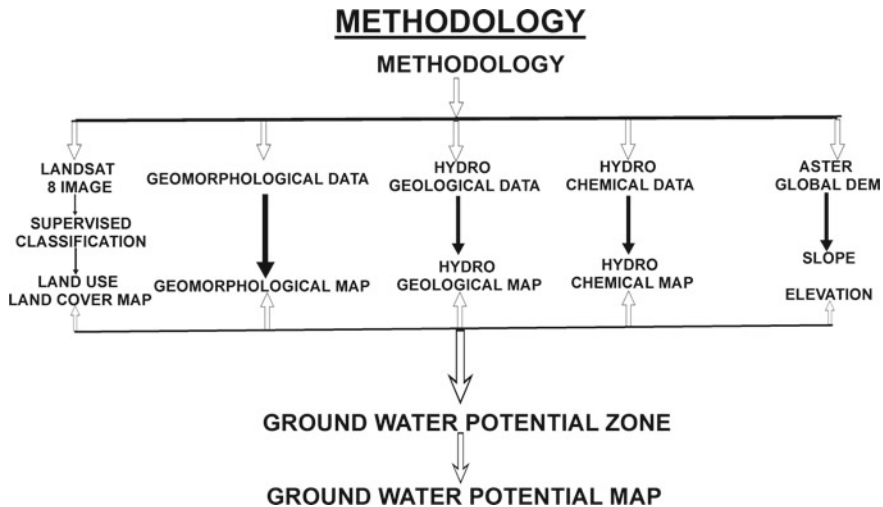 METHODOLOGY
METHODOLOGY
LANDSAT
8 IMAGE
SUPERVISED
CLASSIFICATION
LAND USE
LAND COVER MAP
GEOMORPHOLOGICAL DATA
GEOMORPHOLOGICAL MAP
HYDRO
GEOLOGICAL DATA
HYDRO
GEOLOGICAL MAP
HYDRO
CHEMICAL DATA
HYDRO
CHEMICAL MAP
ASTER
GLOBAL DEM
SLOPE
ELEVATION
GROUND WATER POTENTIAL ZONE
GROUND WATER POTENTIAL MAP